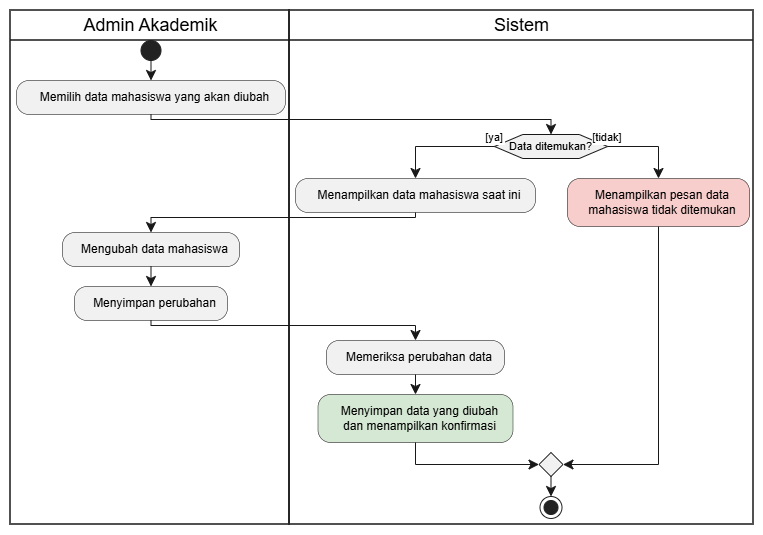 Admin Akademik
Sistem
Memilih data mahasiswa yang akan diubah
[ya]
Data ditemukan?
[tidak]
Menampilkan data mahasiswa saat ini
Menampilkan pesan data
mahasiswa tidak ditemukan
Mengubah data mahasiswa
Menyimpan perubahan
Memeriksa perubahan data
Menyimpan data yang diubah
dan menampilkan konfirmasi